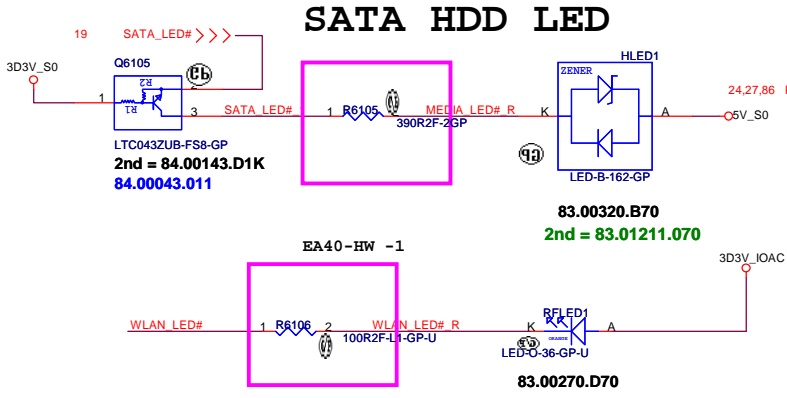 SATA HDD LED
19 SATA_LED#
3D3V_S0
Q6105
R2
R1
1
2
3
SATA_LED#
1
R6105
MEDIA_LED#_R
390R2F-2GP
K
HLED1
ZENER
A
24,27,86
5V_S0
LTC043ZUB-FS8-GP
2nd = 84.00143.D1K
84.00043.011
LED-B-162-GP
83.00320.B70
2nd = 83.01211.070
EA40-HW -1
3D3V_IOAC
WLAN_LED#
1
R6106
2
WLAN_LED#_R
100R2F-L1-GP-U
K
RFLED1
ORANGE
A
LED-O-36-GP-U
83.00270.D70